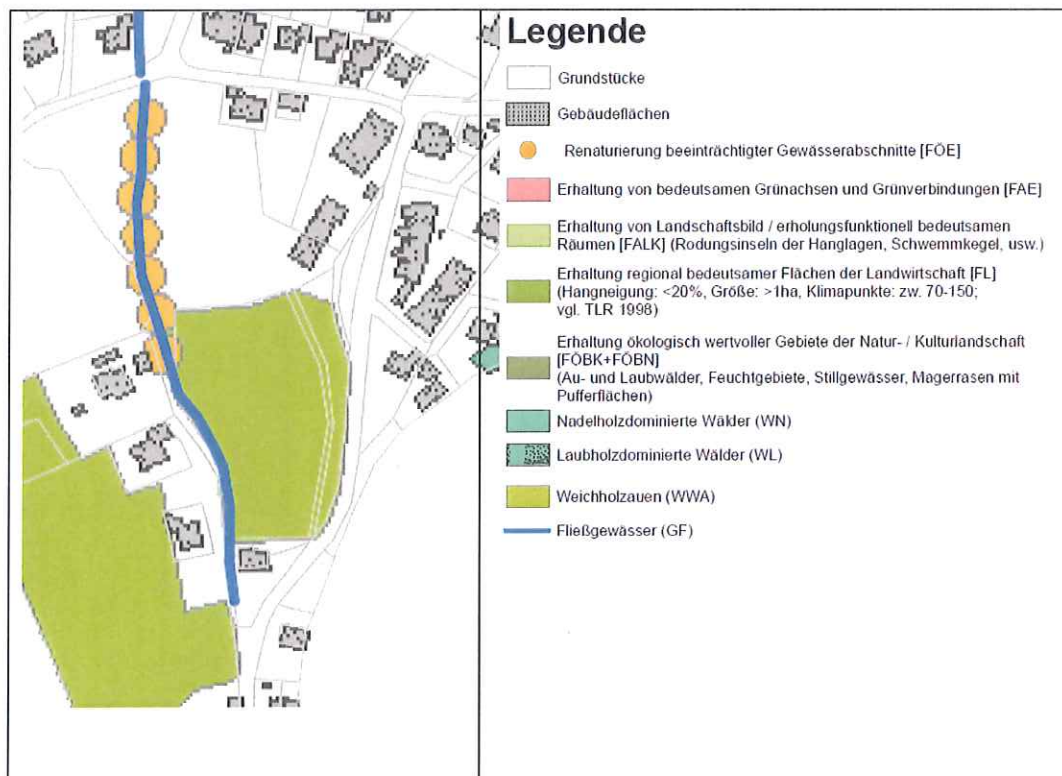 Legende
Grundstücke
Gebäudeflächen
Renaturierung beeinträchtigter Gewässerabschnitte [FÖE]
Erhaltung von bedeutsamen Grünachsen und Grünverbindungen [FAE]
Erhaltung von Landschaftsbild / erholungsfunktionell bedeutsamen
Räumen [FALK] (Rodungsinseln der Hanglagen, Schwemmkegel, usw.)
Erhaltung regional bedeutsamer Flächen der Landwirtschaft [FL]
(Hangneigung: <20%, Größe: >1ha, Klimapunkte: zw. 70-150;
vgl. TLR 1998)
Erhaltung ökologisch wertvoller Gebiete der Natur- / Kulturlandschaft
[FÖBK+FÖBN]
(Au- und Laubwälder, Feuchtgebiete, Stillgewässer, Magerrasen mit
Pufferflächen)
Nadelholzdominierte Wälder (WN)
Laubholzdominierte Wälder (WL)
Weichholzauen (WWA)
Fließgewässer (GF)